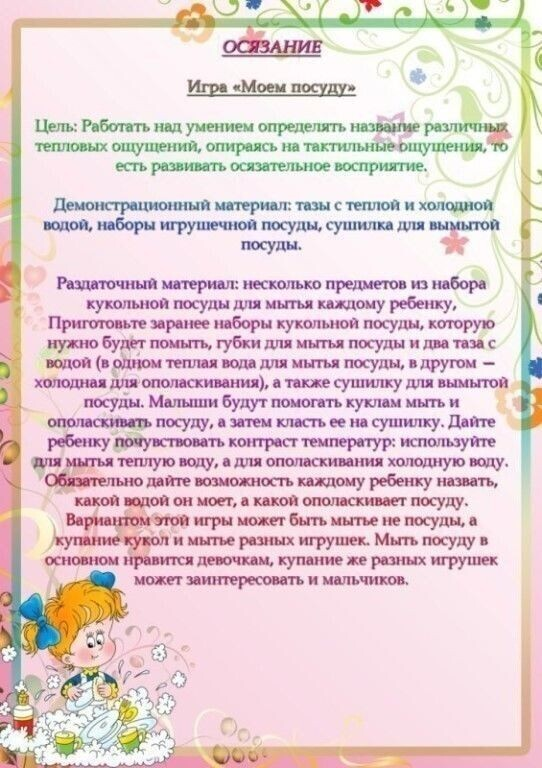 ОСЯЗАНИЕ
Игра «Моем посуду»
Цель: Работать над умением определять название различных
тепловых ощущений, опираясь на тактильные ощущения, то
есть развивать осязательное восприятие.
Демонстрационный материал: тазы с теплой и холодной
водой, наборы игрушечной посуды, сушилка для вымытой
посуды.
Раздаточный материал: несколько предметов из набора
кукольной посуды для мытья каждому ребенку,
Приготовьте заранее наборы кукольной посуды, которую
нужно будет помыть, губки для мытья посуды и два таза с
водой (в одном теплая вода для мытья посуды, в другом —
холодная для ополаскивания), а также сушилку для вымытой
посуды. Малыши будут помогать куклам мыть и
ополаскивать посуду, а затем класть ее на сушилку. Дайте
ребенку почувствовать контраст температур: используйте
для мытья теплую воду, а для ополаскивания холодную воду.
Обязательно дайте возможность каждому ребенку назвать,
какой водой он моет, а какой ополаскивает посуду.
Вариантом этой игры может быть мытье не посуды, а
купание кукол и мытье разных игрушек. Мыть посуду в
основном нравится девочкам, купание же разных игрушек
может заинтересовать и мальчиков.